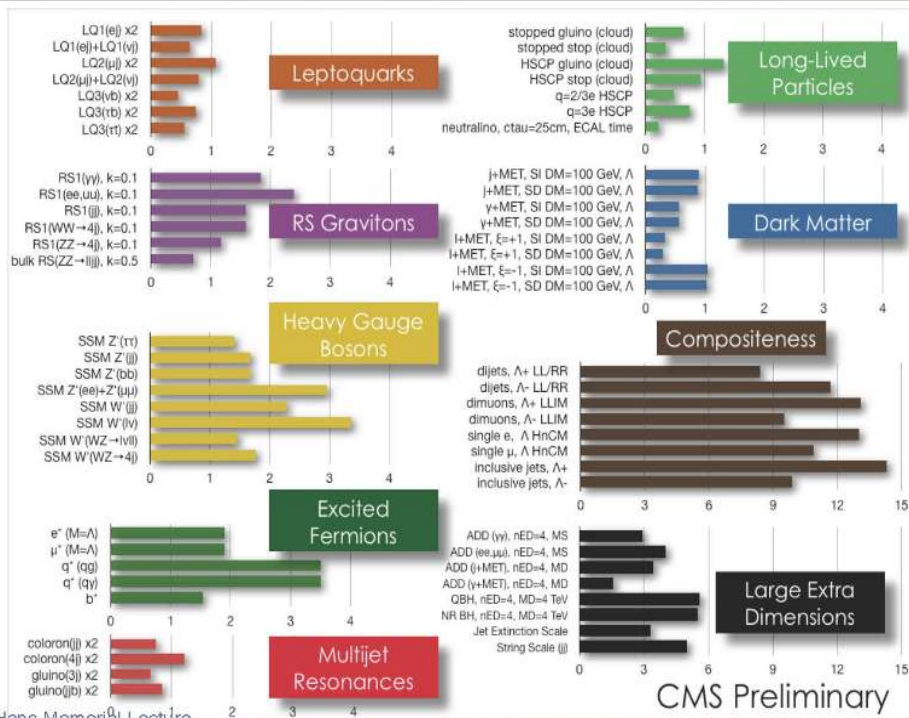 LQ1(ej) x2
LQ1(ej)+LQ1(νj)
LQ2(μj) x2
LQ2(μj)+LQ2(νj)
LQ3(νb) x2
LQ3(τb) x2
LQ3(τt) x2
0 1 2 3 4
Leptoquarks
RS1(γγ), k=0.1
RS1(ee,uu), k=0.1
RS1(jj), k=0.1
RS1(WW→4j), k=0.1
RS1(ZZ→4j), k=0.1
bulk RS(ZZ→lljj), k=0.5
0 1 2 3 4
RS Gravitons
Heavy Gauge
Bosons
SSM Z'(ττ)
SSM Z'(jj)
SSM Z'(bb)
SSM Z'(ee)+Z'(μμ)
SSM W'(jj)
SSM W'(lν)
SSM W'(WZ→lνll)
SSM W'(WZ→4j)
0 1 2 3 4
Excited
Fermions
e* (M=Λ)
μ* (M=Λ)
q* (qg)
q* (qγ)
b*
0 1 2 3 4
coloron(jj) x2
coloron(4j) x2
gluino(3j) x2
gluino(jjb) x2
2 3 4
Multijet
Resonances
Memorial Lecture
stopped gluino (cloud)
stopped stop (cloud)
HSCP gluino (cloud)
HSCP stop (cloud)
q=2/3e HSCP
q=3e HSCP
neutralino, ctau=25cm, ECAL time
0 1 2 3 4
Long-Lived
Particles
j+MET, SI DM=100 GeV, Λ
j+MET, SD DM=100 GeV, Λ
γ+MET, SI DM=100 GeV, Λ
γ+MET, SD DM=100 GeV, Λ
l+MET, ξ=+1, SI DM=100 GeV, Λ
l+MET, ξ=+1, SD DM=100 GeV, Λ
l+MET, ξ=-1, SI DM=100 GeV, Λ
l+MET, ξ=-1, SD DM=100 GeV, Λ
0 1 2 3 4
Dark Matter
Compositeness
dijets, Λ+ LL/RR
dijets, Λ- LL/RR
dimuons, Λ+ LLIM
dimuons, Λ- LLIM
single e, Λ HnCM
single μ, Λ HnCM
inclusive jets, Λ+
inclusive jets, Λ-
0 3 6 9 12 15
ADD (γγ), nED=4, MS
ADD (ee,μμ), nED=4, MS
ADD (j+MET), nED=4, MD
ADD (γ+MET), nED=4, MD
QBH, nED=4, MD=4 TeV
NR BH, nED=4, MD=4 TeV
Jet Extinction Scale
String Scale (jj)
0 3 6 9 12 15
Large Extra
Dimensions
CMS Preliminary